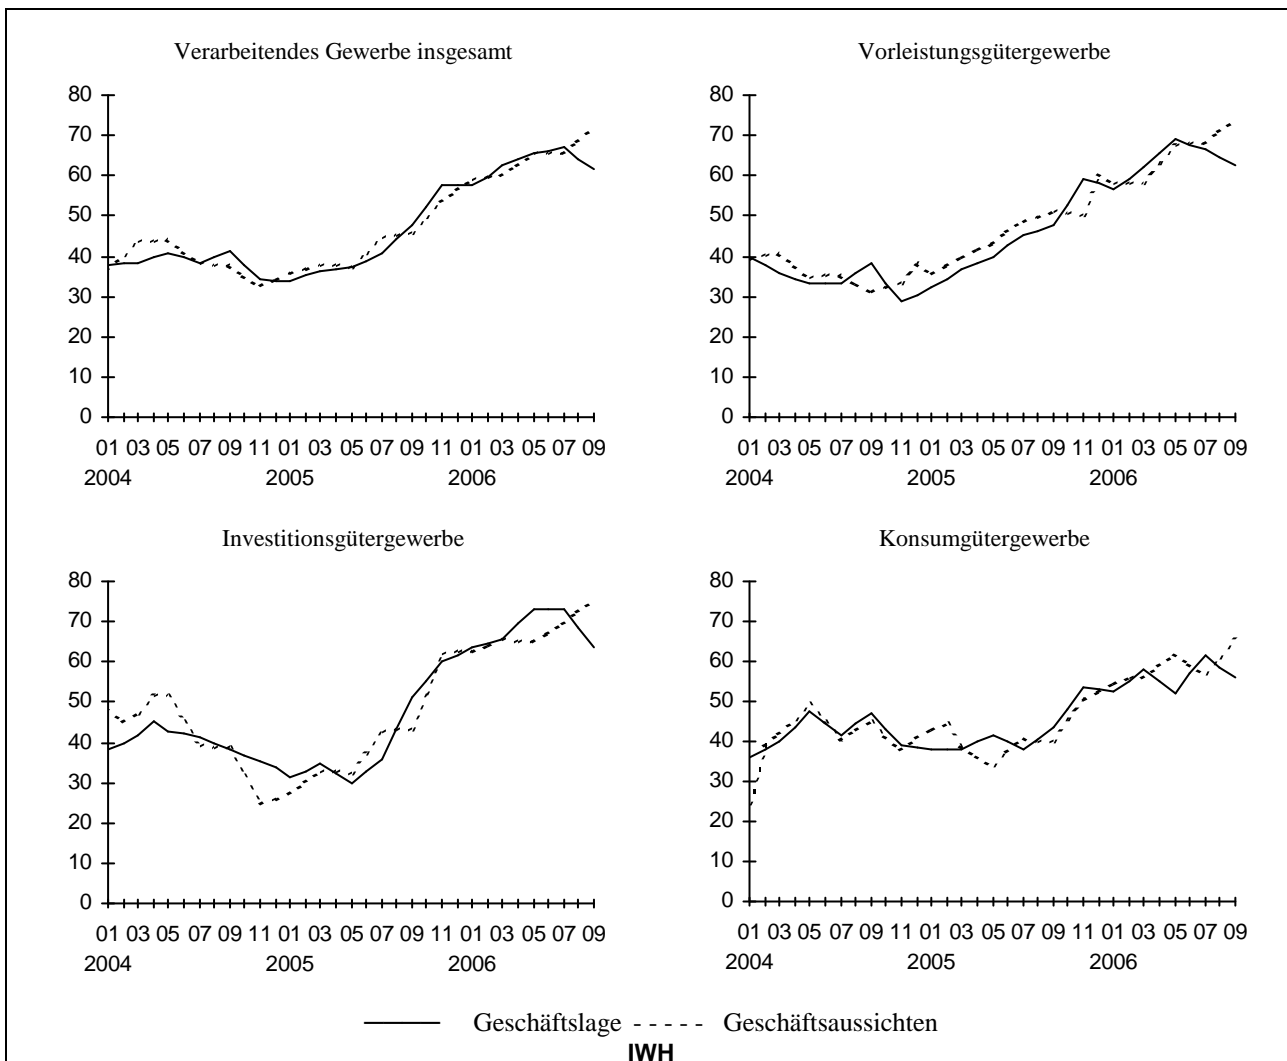 Verarbeitendes Gewerbe insgesamt
80
70
60
50
40
30
20
10
0
01 03 05 07 09 11 01 03 05 07 09 11 01 03 05 07 09
2004 2005 2006
Vorleistungsgütergewerbe
80
70
60
50
40
30
20
10
0
01 03 05 07 09 11 01 03 05 07 09 11 01 03 05 07 09
2004 2005 2006
Investitionsgütergewerbe
80
70
60
50
40
30
20
10
0
01 03 05 07 09 11 01 03 05 07 09 11 01 03 05 07 09
2004 2005 2006
Konsumgütergewerbe
80
70
60
50
40
30
20
10
0
01 03 05 07 09 11 01 03 05 07 09 11 01 03 05 07 09
2004 2005 2006
Geschäftslage Geschäftsaussichten
IWH